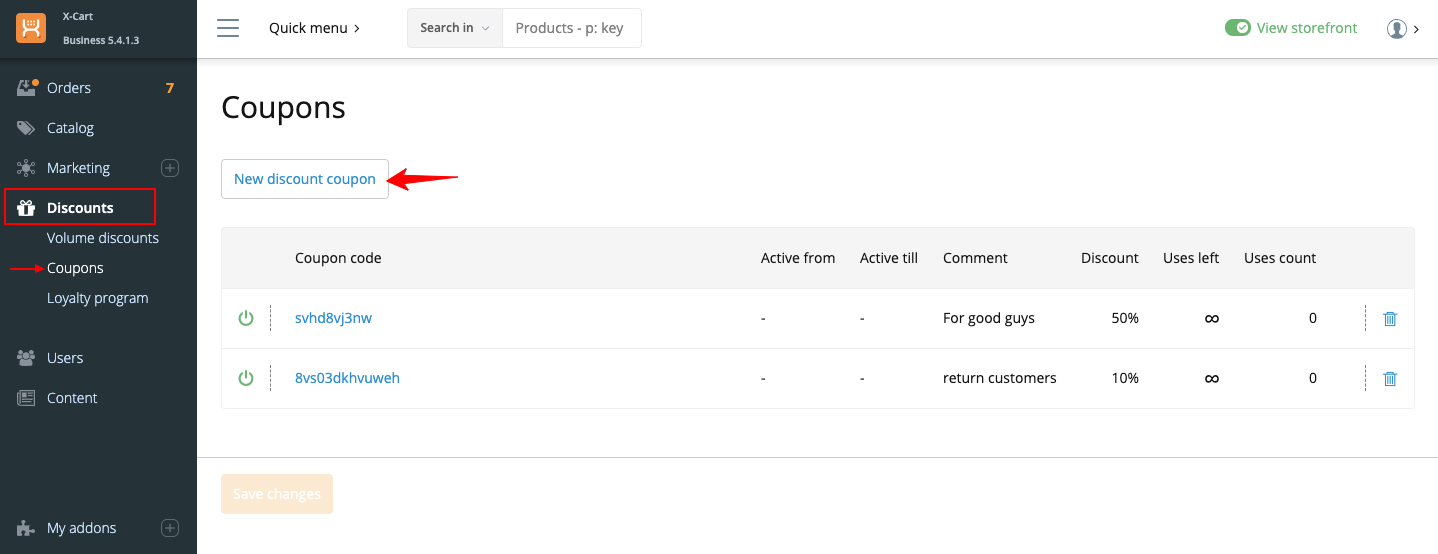 X-Cart
Business 5.4.1.3
Quick menu
Search in
Products - p: key
View storefront
Orders 7
Catalog
Marketing
Discounts
Volume discounts
Coupons
Loyalty program
Users
Content
My addons
Coupons
New discount coupon
Coupon code Active from Active till Comment Discount Uses left Uses count
svhd8vj3nw - - For good guys 50% ∞ 0
8vs03dkhvuweh - - return customers 10% ∞ 0
Save changes